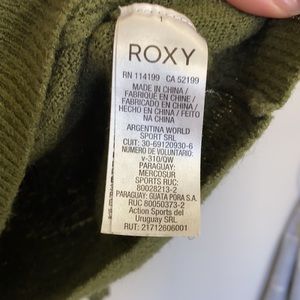 ROXY
RN 114199 CA 52199
MADE IN CHINA /
FABRIQUÉ EN CHINE /
FABRICADO EN CHINA /
HECHO EN CHINA / FEITO
NA CHINA
ARGENTINA WORLD
SPORT SRL
CUIT: 30-69120930-6
NUMERO DE VOLUNTARIO:
v-310/QW
PARAGUAY:
MERCOSUR
SPORTS RUC:
80028213-2
PARAGUAY: GUATA PORA S.A.
RUC 80050373-2
Action Sports del
Uruguay SRL
RUT: 21712606001